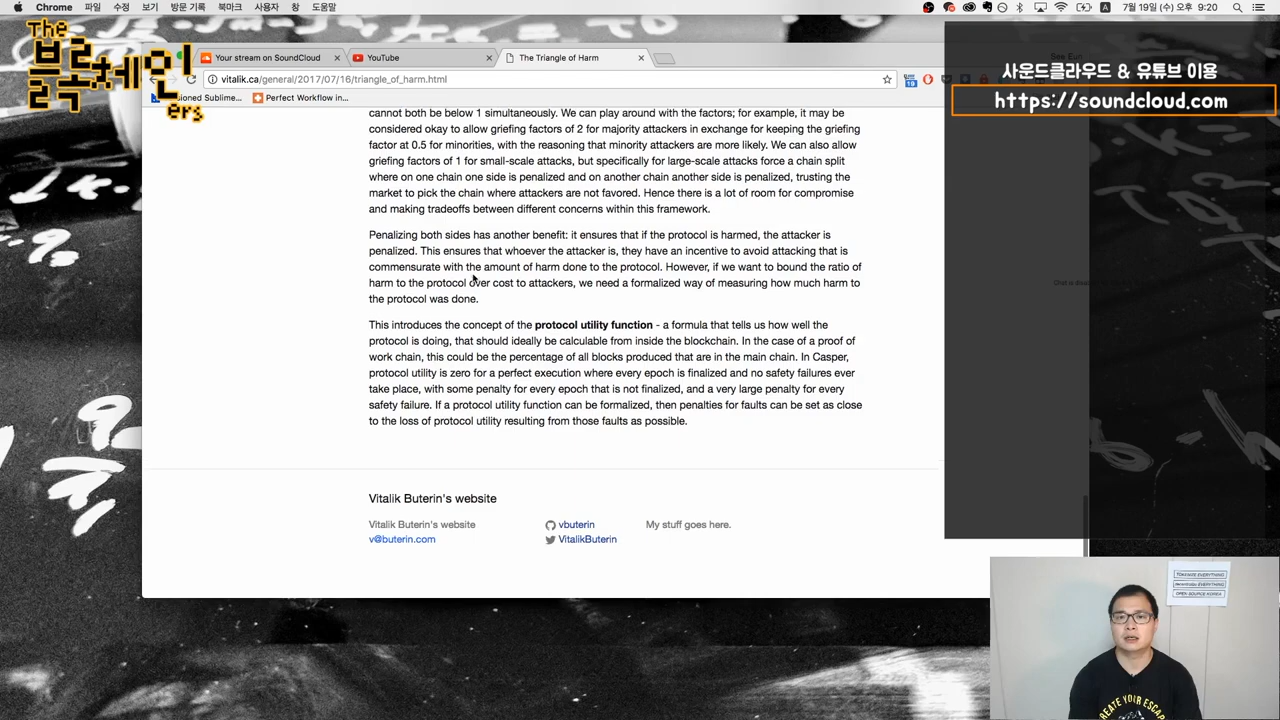 Chrome 파일 수정 보기 방문 기록 북마크 사용자 창 도움말
7월 19일 (수) 오후 9:20
The
블록체인
ers
Your stream on SoundCloud
YouTube
The Triangle of Harm
vitalik.ca/general/2017/07/16/triangle_of_harm.html
19
ioned Sublime...
Perfect Workflow in...
사운드클라우드 & 유튜브 이용
https://soundcloud.com
cannot both be below 1 simultaneously. We can play around with the factors; for example, it may be
considered okay to allow griefing factors of 2 for majority attackers in exchange for keeping the griefing
factor at 0.5 for minorities, with the reasoning that minority attackers are more likely. We can also allow
griefing factors of 1 for small-scale attacks, but specifically for large-scale attacks force a chain split
where on one chain one side is penalized and on another chain another side is penalized, trusting the
market to pick the chain where attackers are not favored. Hence there is a lot of room for compromise
and making tradeoffs between different concerns within this framework.
Penalizing both sides has another benefit: it ensures that if the protocol is harmed, the attacker is
penalized. This ensures that whoever the attacker is, they have an incentive to avoid attacking that is
commensurate with the amount of harm done to the protocol. However, if we want to bound the ratio of
harm to the protocol over cost to attackers, we need a formalized way of measuring how much harm to
the protocol was done.
This introduces the concept of the protocol utility function - a formula that tells us how well the
protocol is doing, that should ideally be calculable from inside the blockchain. In the case of a proof of
work chain, this could be the percentage of all blocks produced that are in the main chain. In Casper,
protocol utility is zero for a perfect execution where every epoch is finalized and no safety failures ever
take place, with some penalty for every epoch that is not finalized, and a very large penalty for every
safety failure. If a protocol utility function can be formalized, then penalties for faults can be set as close
to the loss of protocol utility resulting from those faults as possible.
Vitalik Buterin's website
Vitalik Buterin's website
v@buterin.com
vbuterin
VitalikButerin
My stuff goes here.
TOKENIZE EVERYTHING
decentralize EVERYTHING
OPEN SOURCE KOREA
CREATE YOUR ESCAP